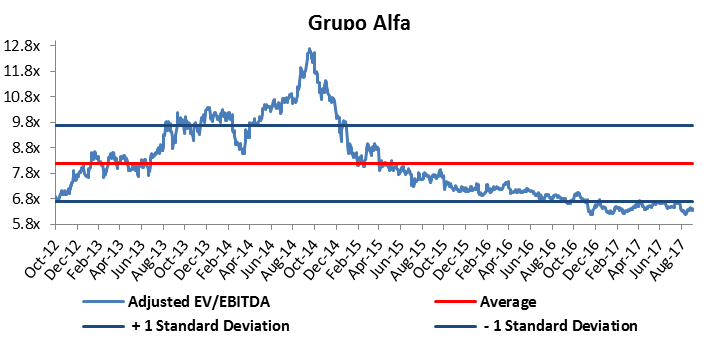 Grupo Alfa
12.8x
11.8x
10.8x
9.8x
8.8x
7.8x
6.8x
5.8x
Oct-12
Dec-12
Feb-13
Apr-13
Jun-13
Aug-13
Oct-13
Dec-13
Feb-14
Apr-14
Jun-14
Aug-14
Oct-14
Dec-14
Feb-15
Apr-15
Jun-15
Aug-15
Oct-15
Dec-15
Feb-16
Apr-16
Jun-16
Aug-16
Oct-16
Dec-16
Feb-17
Apr-17
Jun-17
Aug-17
Adjusted EV/EBITDA
Average
+ 1 Standard Deviation
- 1 Standard Deviation